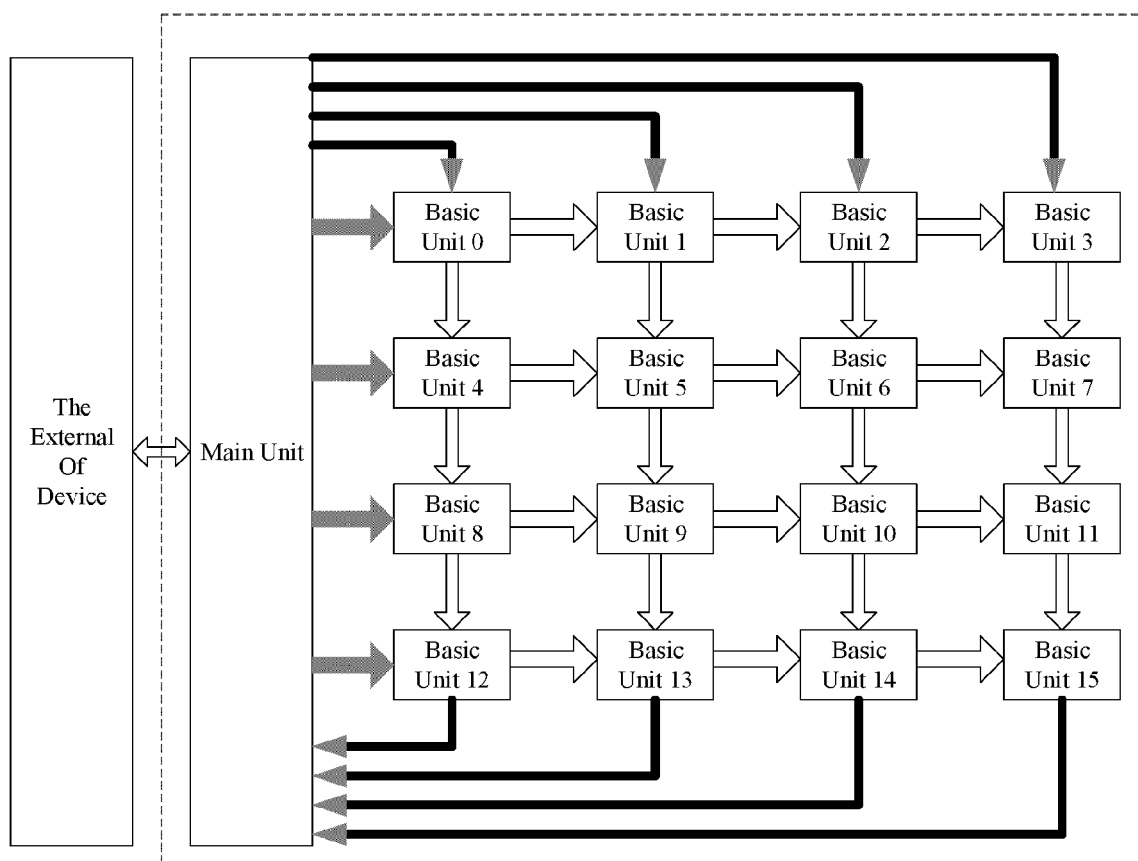 Basic
Unit 0
Basic
Unit 1
Basic
Unit 2
Basic
Unit 3
Basic
Unit 4
Basic
Unit 5
Basic
Unit 6
Basic
Unit 7
The
External
Of
Device
Main Unit
Basic
Unit 8
Basic
Unit 9
Basic
Unit 10
Basic
Unit 11
Basic
Unit 12
Basic
Unit 13
Basic
Unit 14
Basic
Unit 15